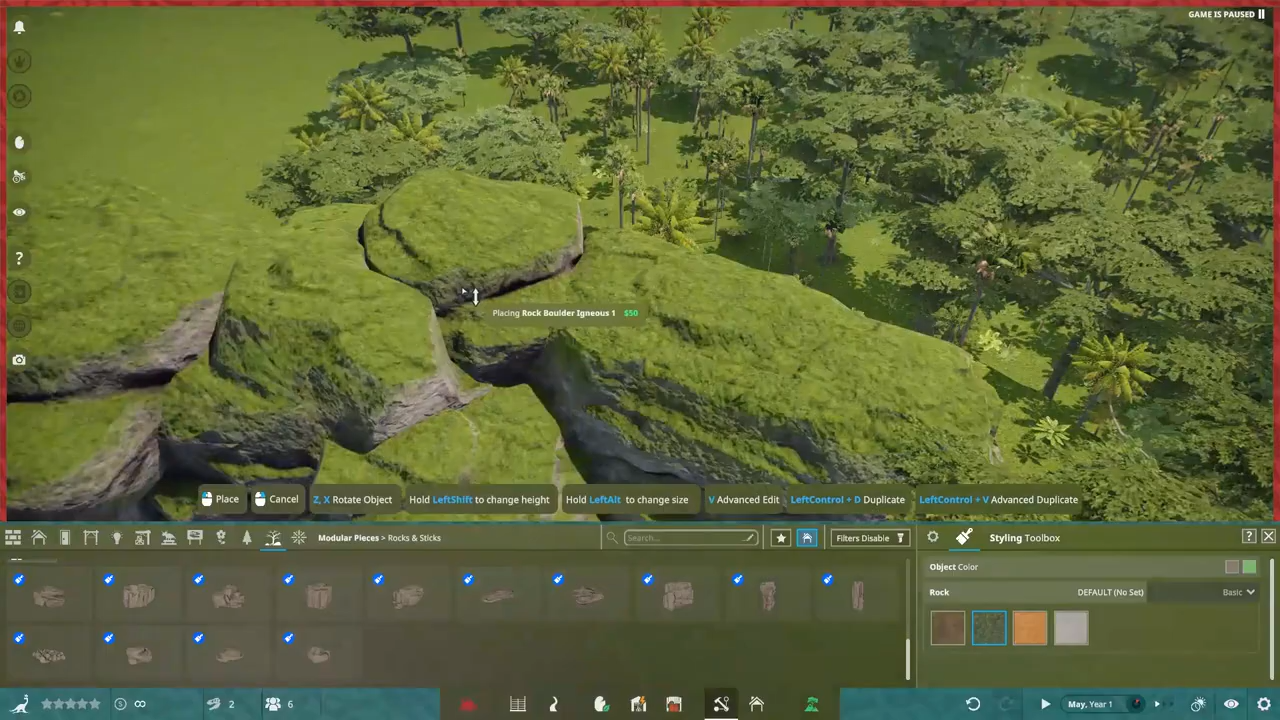 GAME IS PAUSED
Placing Rock Boulder Igneous 1 $50
Place
Cancel
Z, X Rotate Object
Hold LeftShift to change height
Hold LeftAlt to change size
V Advanced Edit
LeftControl + D Duplicate
LeftControl + V Advanced Duplicate
Modular Pieces > Rocks & Sticks
Search...
Filters Disable
Styling Toolbox
?
Object Color
Rock DEFAULT (No Set) Basic
2
6
May, Year 1